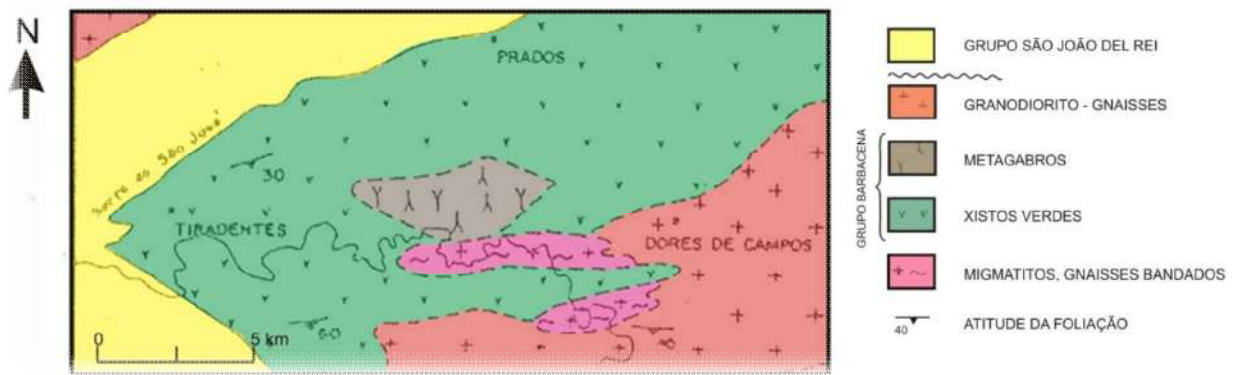 N
PRADOS
Serra do São José
30
TIRADENTES
DORES DE CAMPOS
60
0
5 km
GRUPO SÃO JOÃO DEL REI
GRANODIORITO - GNAISSES
GRUPO BARBACENA
METAGABROS
XISTOS VERDES
MIGMATITOS, GNAISSES BANDADOS
40
ATITUDE DA FOLIAÇÃO